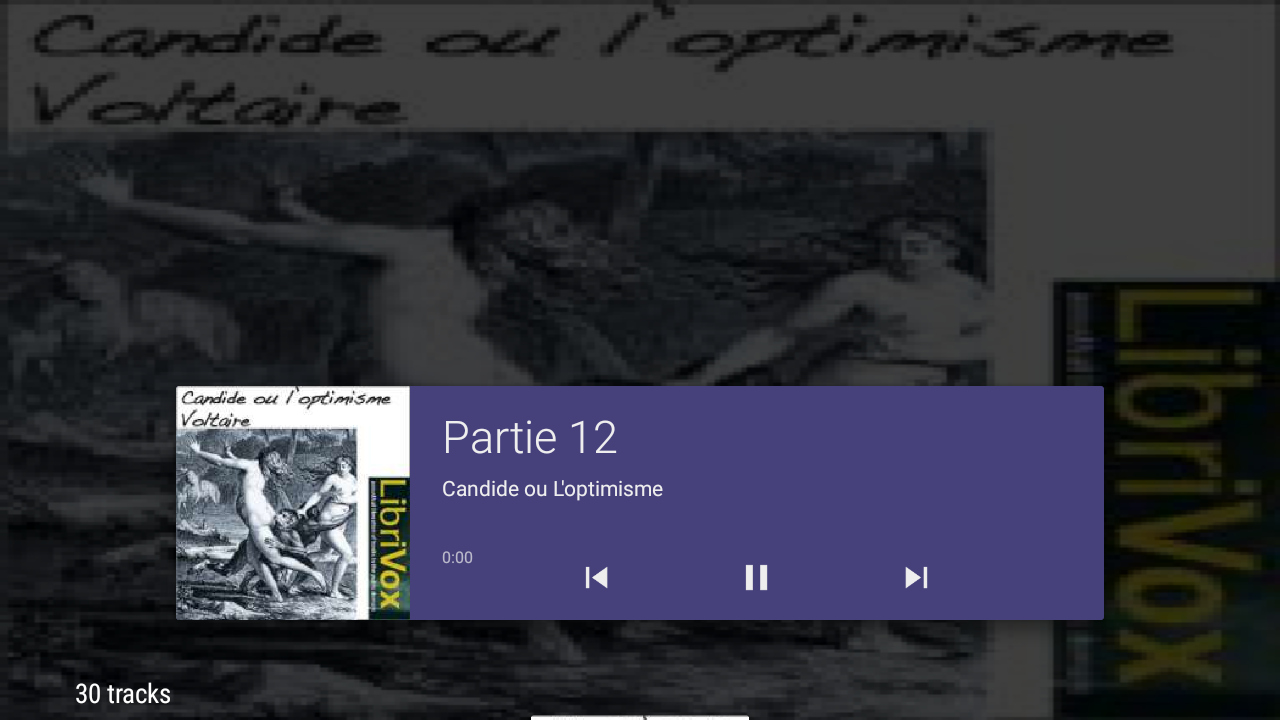 Candide ou l'optimisme
Voltaire
LibriVox
Candide ou l'optimisme
Voltaire
LibriVox
Partie 12
Candide ou L'optimisme
0:00
30 tracks